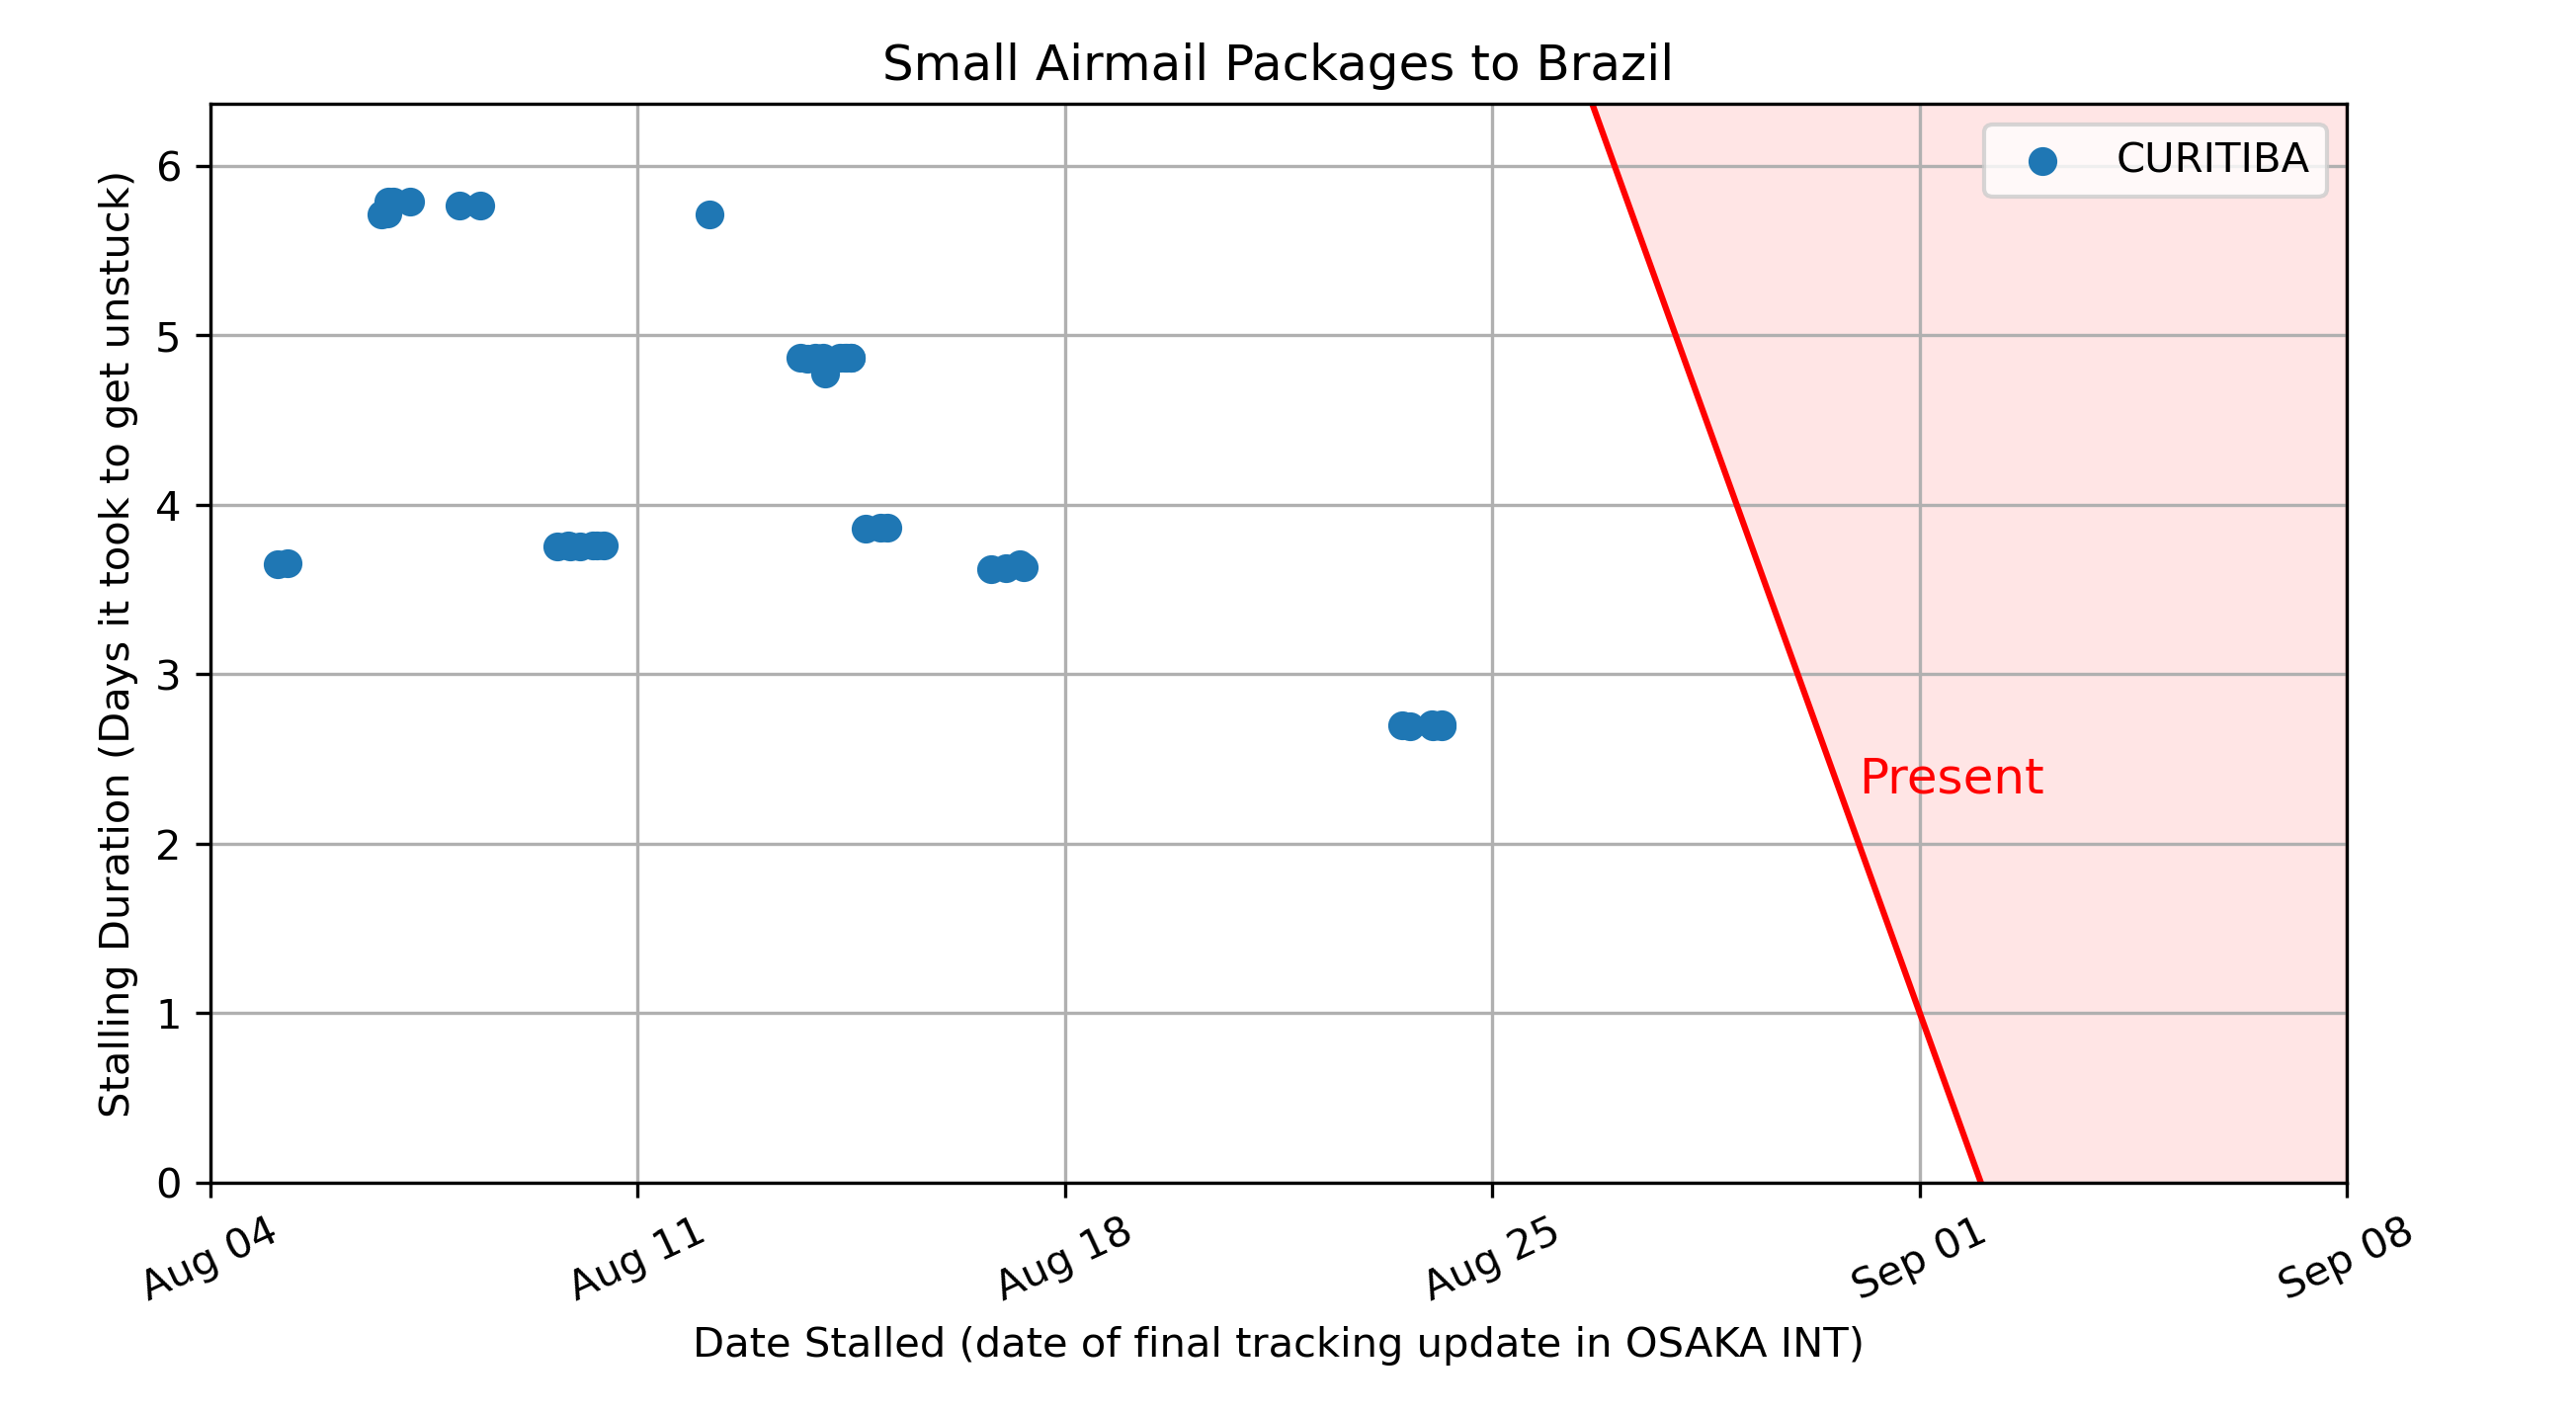 Small Airmail Packages to Brazil
CURITIBA
Stalling Duration (Days it took to get unstuck)
6
5
4
3
2
1
0
Present
Aug 04
Aug 11
Aug 18
Aug 25
Sep 01
Sep 08
Date Stalled (date of final tracking update in OSAKA INT)